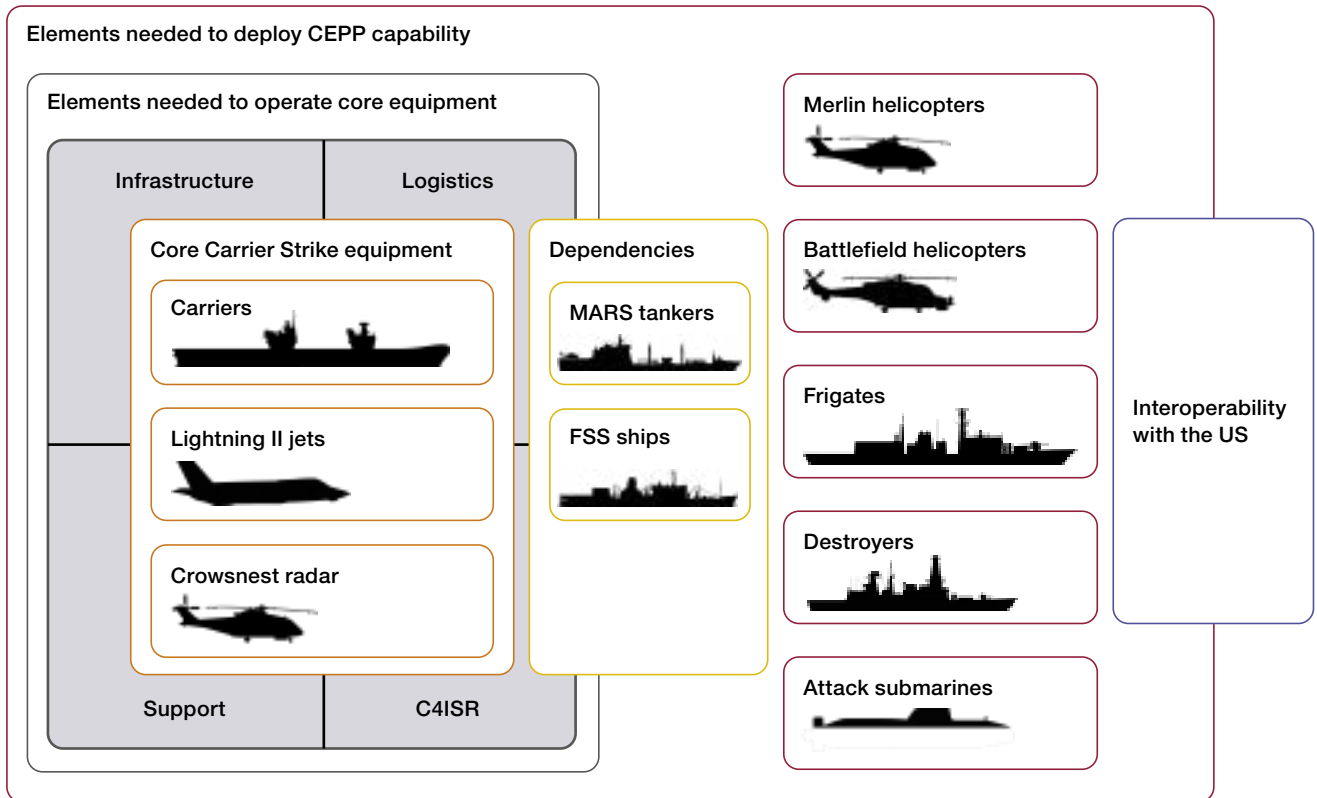 Elements needed to deploy CEPP capability
Elements needed to operate core equipment
Infrastructure
Logistics
Core Carrier Strike equipment
Carriers
Lightning II jets
Crowsnest radar
Support
C4ISR
Dependencies
MARS tankers
FSS ships
Merlin helicopters
Battlefield helicopters
Frigates
Destroyers
Attack submarines
Interoperability
with the US